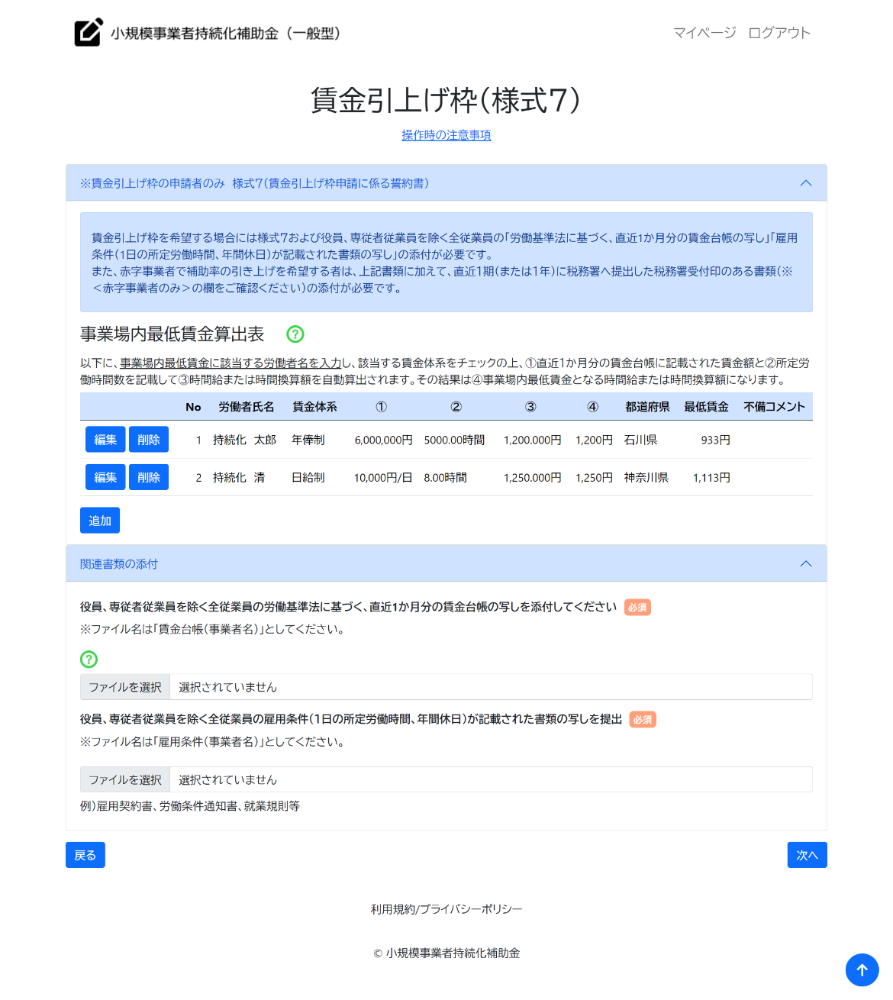 小規模事業者持続化補助金（一般型） マイページ ログアウト
賃金引上げ枠（様式７）
操作時の注意事項
※賃金引上げ枠の申請者のみ 様式7（賃金引上げ枠申請に係る誓約書）
賃金引上げ枠を希望する場合には様式７および役員、専従者従業員を除く全従業員の「労働基準法に基づく、直近1か月分の賃金台帳の写し」「雇用
条件（1日の所定労働時間、年間休日）が記載された書類の写し」の添付が必要です。
また、赤字事業者で補助率の引き上げを希望する者は、上記書類に加えて、直近1期（または1年）に税務署へ提出した税務署受付印のある書類（※
＜赤字事業者のみ＞の欄をご確認ください）の添付が必要です。
事業場内最低賃金算出表 ?
以下に、事業場内最低賃金に該当する労働者名を入力し、該当する賃金体系をチェックの上、①直近1か月分の賃金台帳に記載された賃金額と②所定労
働時間数を記載して③時間給または時間換算額を自動算出されます。その結果は④事業場内最低賃金となる時間給または時間換算額になります。
No 労働者氏名 賃金体系 ① ② ③ ④ 都道府県 最低賃金 不備コメント
編集 削除 1 持続化 太郎 年俸制 6,000,000円 5000.00時間 1,200.000円 1,200円 石川県 933円
編集 削除 2 持続化 清 日給制 10,000円/日 8.00時間 1,250.000円 1,250円 神奈川県 1,113円
追加
関連書類の添付
役員、専従者従業員を除く全従業員の労働基準法に基づく、直近1か月分の賃金台帳の写しを添付してください 必須
※ファイル名は「賃金台帳（事業者名）」としてください。
?
ファイルを選択 選択されていません
役員、専従者従業員を除く全従業員の雇用条件（1日の所定労働時間、年間休日）が記載された書類の写しを提出 必須
※ファイル名は「雇用条件（事業者名）」としてください。
ファイルを選択 選択されていません
例）雇用契約書、労働条件通知書、就業規則等
戻る 次へ
利用規約/プライバシーポリシー
© 小規模事業者持続化補助金